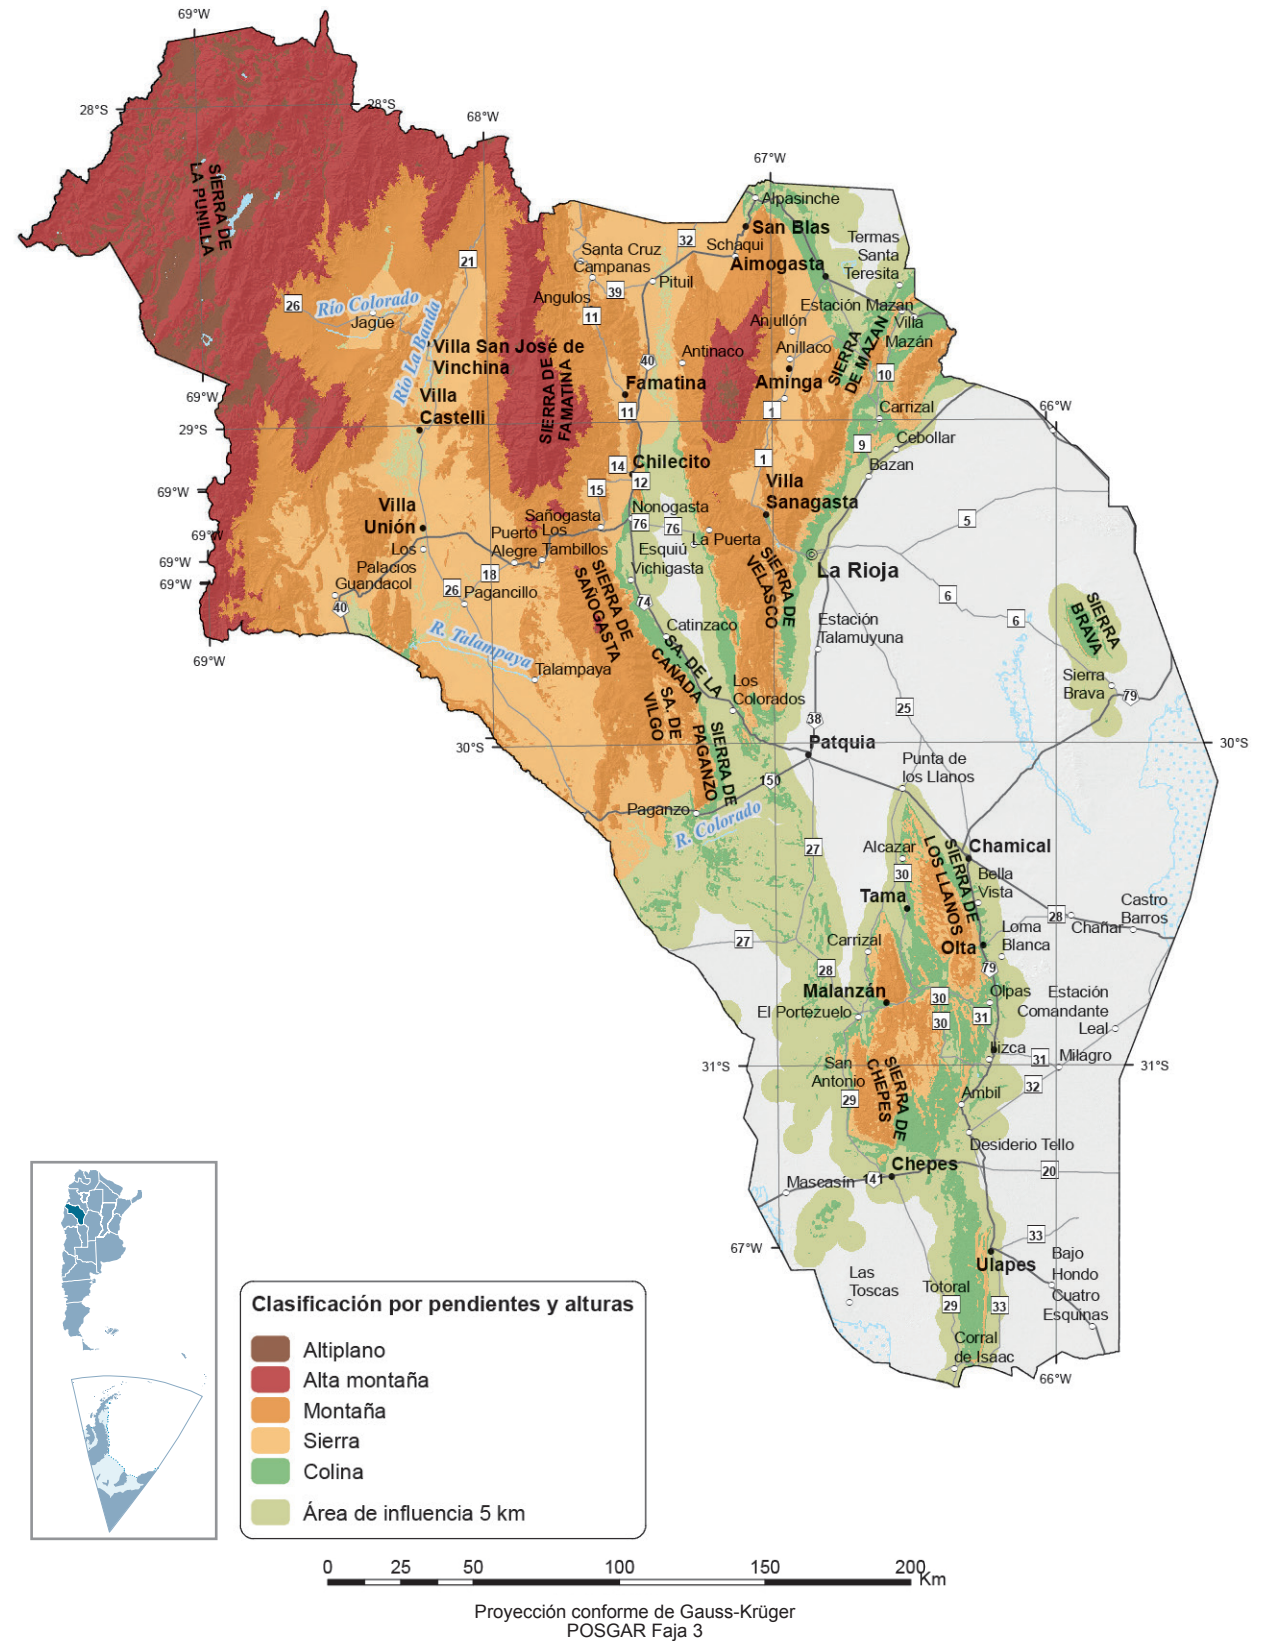 69°W
28°S
28°S
68°W
67°W
SIERRA DE
LA PUNILLA
Alpasinche
San Blas
32
Schaqui
Santa Cruz
Campanas
Aimogasta
Termas
Santa
Teresita
21
Pituil
39
Angulos
11
26
Río Colorado
Jagüe
Río La Banda
Estación Mazan
Anjullón
Villa
Mazán
Villa San José de
Vinchina
Antinaco
Anillaco
SIERRA
DE MAZÁN
40
10
Famatina
Aminga
SIERRA DE
FAMATINA
11
1
69°W
29°S
Villa
Castelli
66°W
Carrizal
9
Cebollar
Bazan
14
Chilecito
12
1
15
Villa
Sanagasta
69°W
Villa
Unión
Nonogasta
Sañogasta
76
76
5
69°W
Puerto
Alegre
Los
Tambillos
La Puerta
Esquiú
La Rioja
Los
Palacios
69°W
69°W
Guandacol
18
26
Pagancillo
Vichigasta
SIERRA DE
VELASCO
SIERRA DE
SAÑOGASTA
40
74
6
6
SIERRA
BRAVA
R. Talampaya
Catinzaco
Estación
Talamuyuna
69°W
Talampaya
SA. DE LA
CAÑADA
Los
Colorados
Sierra
Brava
79
SA. DE
VILGO
25
38
30°S
SIERRA DE
PAGANZO
Patquia
30°S
Punta de
los Llanos
150
Paganzo
R. Colorado
27
Alcazar
30
SIERRA DE
LOS LLANOS
Chamical
Bella
Vista
Tama
28
Castro
Barros
Chañar
27
Carrizal
Olta
Loma
Blanca
28
79
Malanzán
30
Olpas
Estación
Comandante
Leal
El Portezuelo
30
31
Ilizca
31
Milagro
31°S
31°S
San
Antonio
SIERRA DE
CHEPES
29
32
Ambil
Desiderio Tello
Chepes
20
Mascasín
141
67°W
33
Ulapes
Bajo
Hondo
Las
Toscas
Totoral
Cuatro
Esquinas
29
33
Corral
de Isaac
66°W
Clasificación por pendientes y alturas
Altiplano
Alta montaña
Montaña
Sierra
Colina
Área de influencia 5 km
0 25 50 100 150 200
Km
Proyección conforme de Gauss-Krüger
POSGAR Faja 3